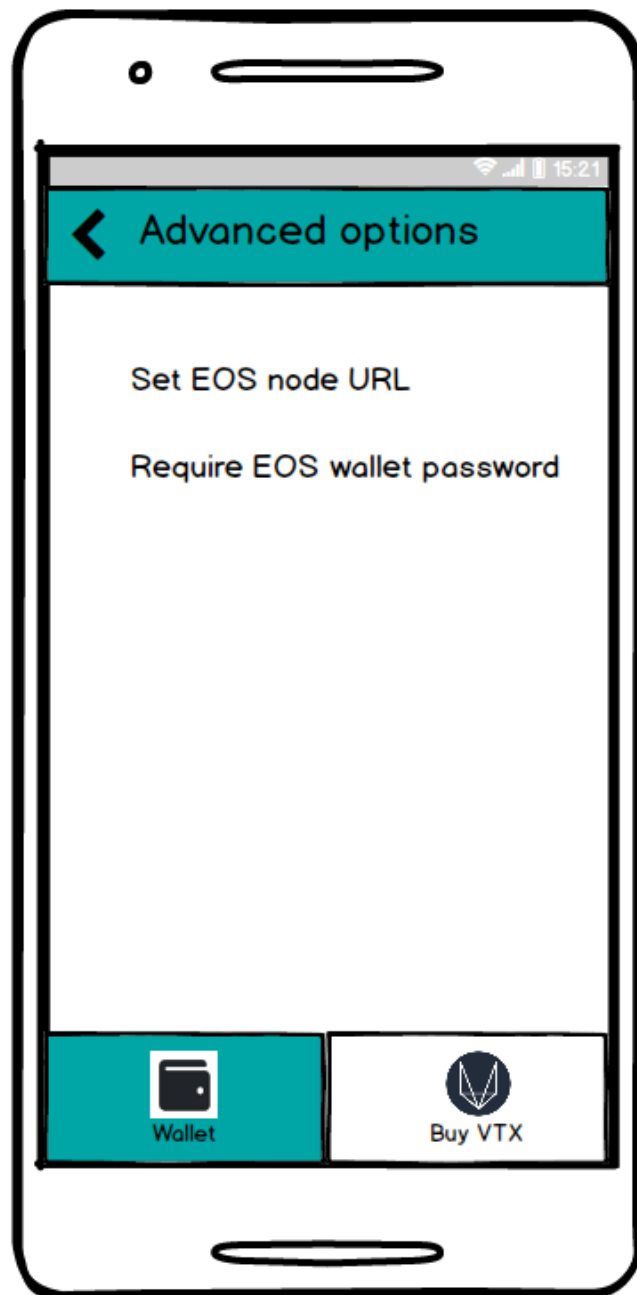 15:21
Advanced options
Set EOS node URL
Require EOS wallet password
Wallet
Buy VTX